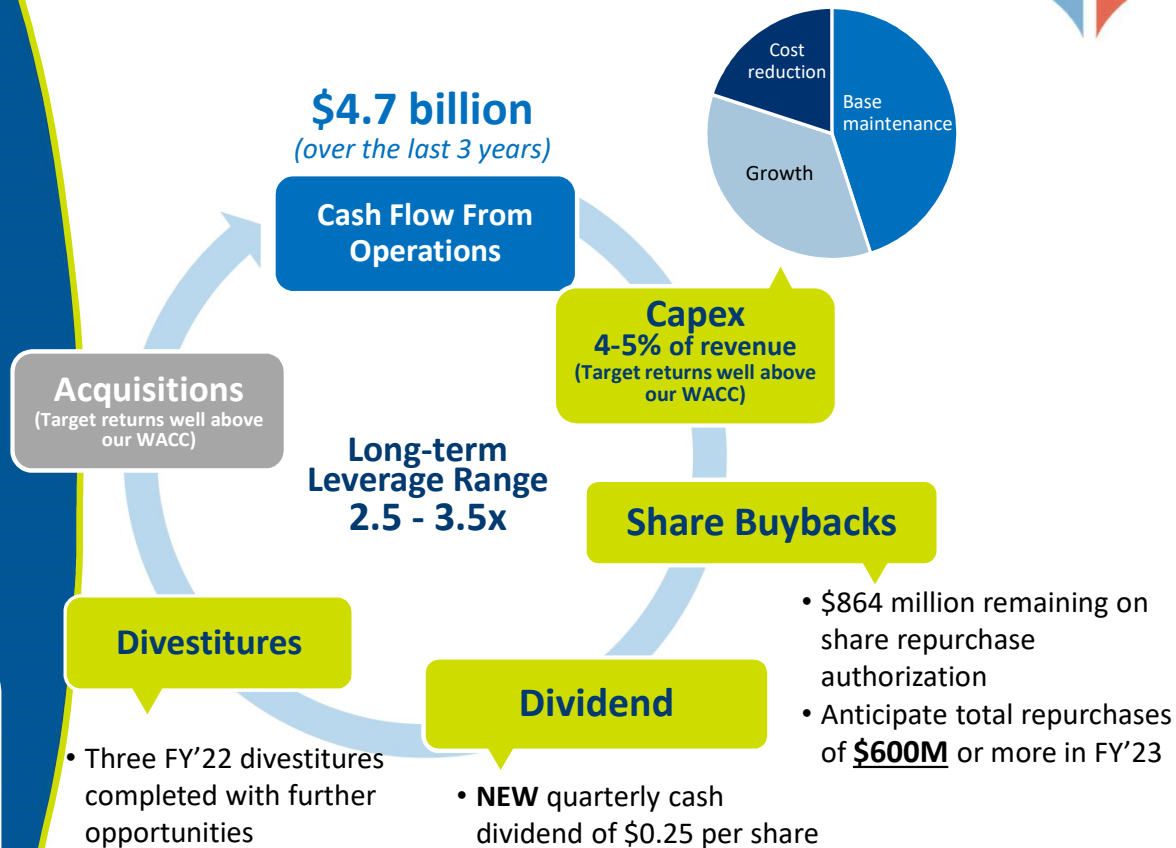 $4.7 billion
(over the last 3 years)
Cash Flow From
Operations
Cost
reduction
Base
maintenance
Growth
Capex
4-5% of revenue
(Target returns well above
our WACC)
Share Buybacks
• $864 million remaining on
share repurchase
authorization
• Anticipate total repurchases
of $600M or more in FY'23
Dividend
• NEW quarterly cash
dividend of $0.25 per share
Divestitures
• Three FY'22 divestitures
completed with further
opportunities
Acquisitions
(Target returns well above
our WACC)
Long-term
Leverage Range
2.5 - 3.5x